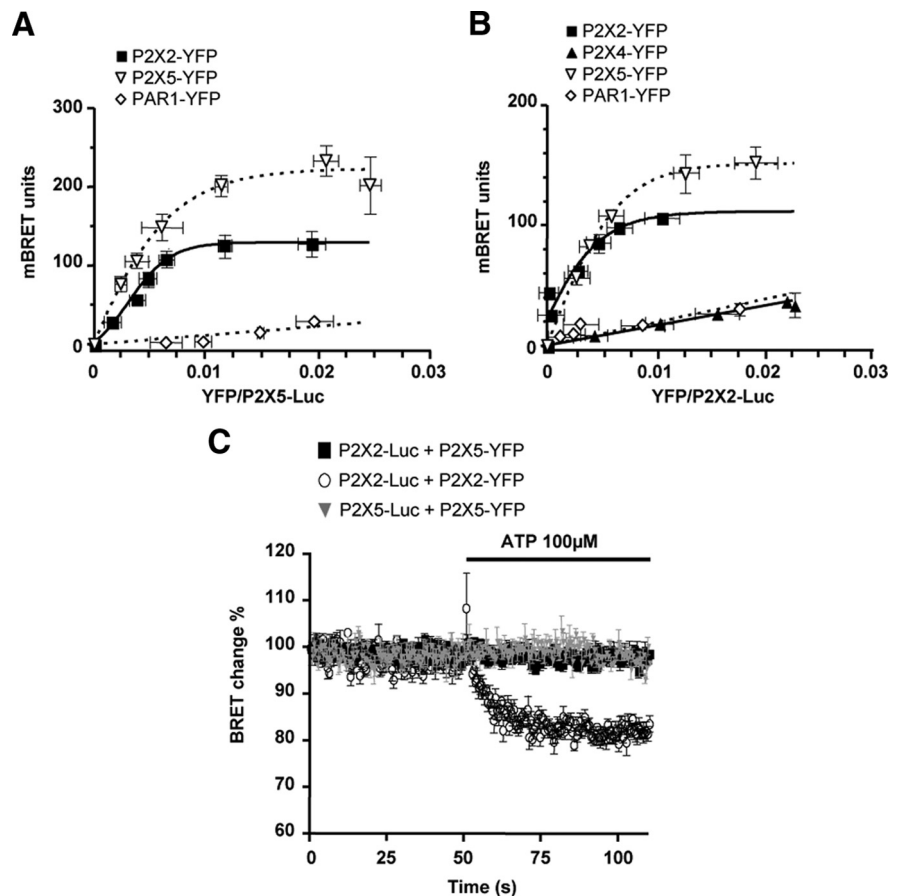 A
P2X2-YFP
P2X5-YFP
PAR1-YFP
300
200
100
0
mBRET units
0 0.01 0.02 0.03
YFP/P2X5-Luc
B
P2X2-YFP
P2X4-YFP
P2X5-YFP
PAR1-YFP
200
100
0
mBRET units
0 0.01 0.02 0.03
YFP/P2X2-Luc
C
P2X2-Luc + P2X5-YFP
P2X2-Luc + P2X2-YFP
P2X5-Luc + P2X5-YFP
ATP 100µM
120
110
100
90
80
70
60
BRET change %
0 25 50 75 100
Time (s)